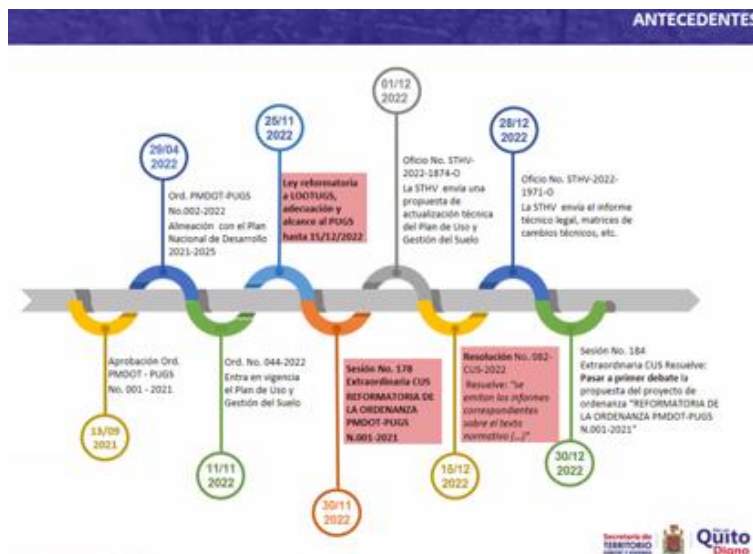 ANTECEDENTES
01/12
2022
25/11
2022
28/12
2022
29/04
2022
Ord. PMDOT-PUGS
No.002-2022
Alineación con el Plan
Nacional de Desarrollo
2021-2025
Ley reformatoria
a LOOTUGS,
adecuación y
alcance al PUGS
hasta 15/12/2022
Oficio No. STHV-
2022-1874-O
La STHV envía una
propuesta de
actualización técnica
del Plan de Uso y
Gestión del Suelo
Oficio No. STHV-2022-
1971-O
La STHV envía el informe
técnico legal, matrices de
cambios técnicos, etc.
Aprobación Ord.
PMDOT - PUGS
No. 001 - 2021
13/09
2021
Ord. No. 044-2022
Entra en vigencia
el Plan de Uso y
Gestión del Suelo
11/11
2022
Sesión No. 178
Extraordinaria CUS
REFORMATORIA DE
LA ORDENANZA
PMDOT-PUGS
N.001-2021
30/11
2022
Resolución No. 082-
CUS-2022
Resuelve: "se
emitan los informes
correspondientes
sobre el texto
normativo (...)"
15/12
2022
Sesión No. 184
Extraordinaria CUS Resuelve:
Pasar a primer debate la
propuesta del proyecto de
ordenanza "REFORMATORIA DE
LA ORDENANZA PMDOT-PUGS
N.001-2021"
30/12
2022
Secretaría de
TERRITORIO
Quito
Digno